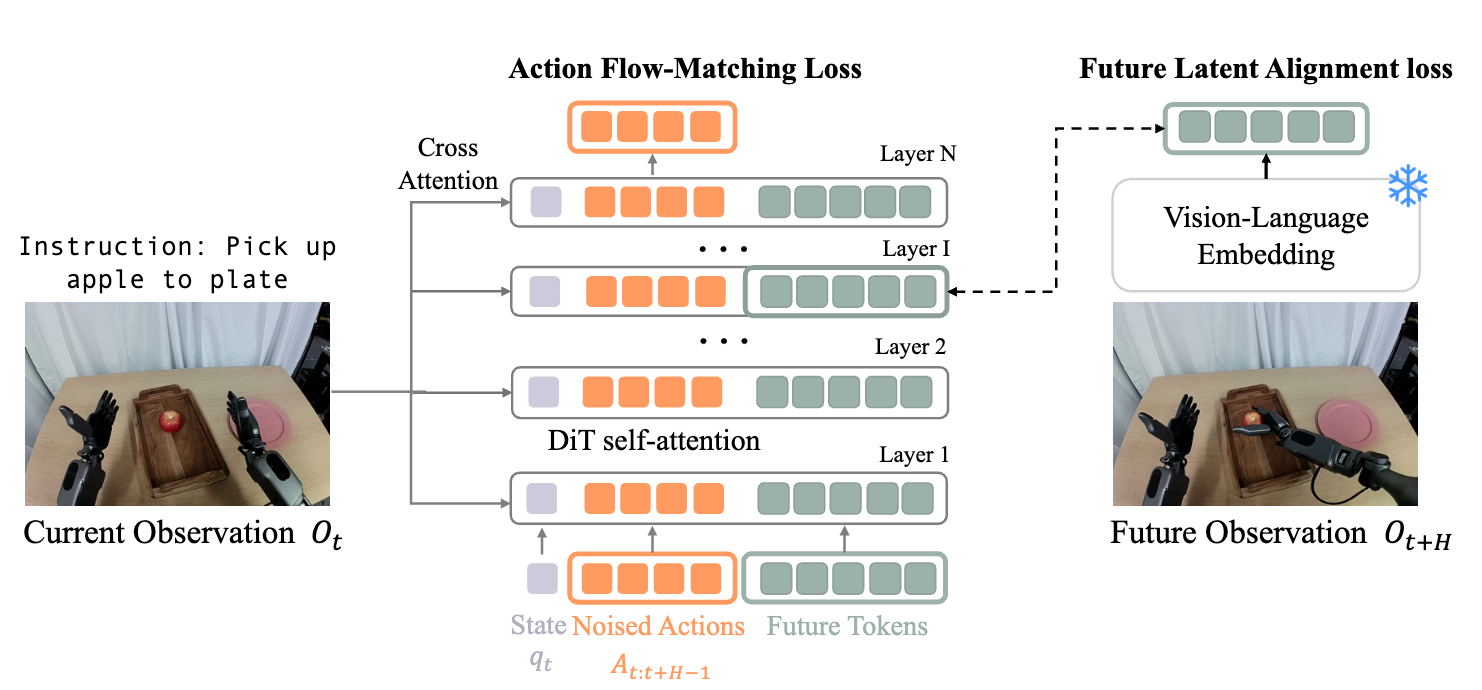 Action Flow-Matching Loss
Future Latent Alignment loss
Cross
Attention
Layer N
Instruction: Pick up
apple to plate
Layer I
Vision-Language
Embedding
Layer 2
DiT self-attention
Layer 1
Current Observation O_t
Future Observation O_{t+H}
State
q_t
Noised Actions
A_{t:t+H−1}
Future Tokens